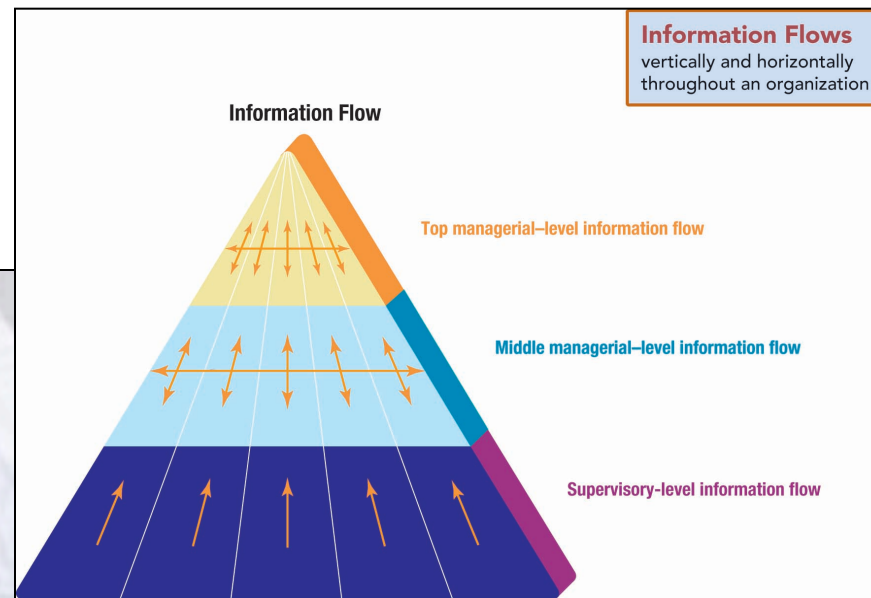 Information Flows
vertically and horizontally
throughout an organization
Information Flow
Top managerial–level information flow
Middle managerial–level information flow
Supervisory-level information flow